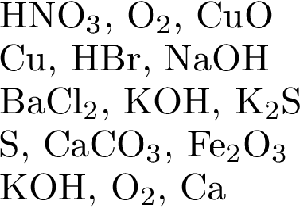 HNO₃, O₂, CuO
Cu, HBr, NaOH
BaCl₂, KOH, K₂S
S, CaCO₃, Fe₂O₃
KOH, O₂, Ca